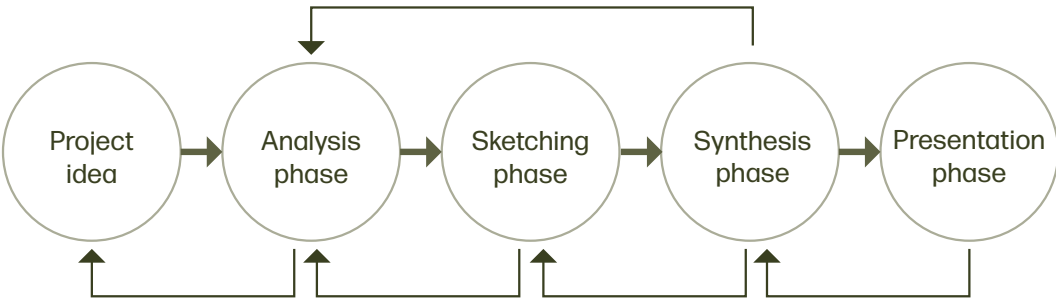 Project
idea
Analysis
phase
Sketching
phase
Synthesis
phase
Presentation
phase